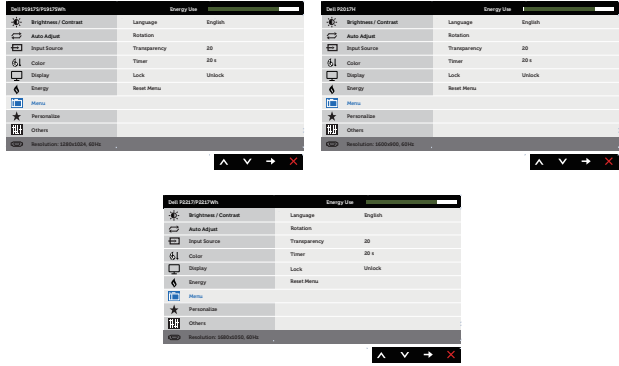 Dell P1917S/P1917SWh
Energy Use
Brightness / Contrast
Language
English
Auto Adjust
Rotation
Input Source
Transparency
20
Color
Timer
20 s
Display
Lock
Unlock
Energy
Reset Menu
Menu
Personalize
Others
Resolution: 1280x1024, 60Hz
Dell P2017H
Energy Use
Brightness / Contrast
Language
English
Auto Adjust
Rotation
Input Source
Transparency
20
Color
Timer
20 s
Display
Lock
Unlock
Energy
Reset Menu
Menu
Personalize
Others
Resolution: 1600x900, 60Hz
Dell P2217/P2217Wh
Energy Use
Brightness / Contrast
Language
English
Auto Adjust
Rotation
Input Source
Transparency
20
Color
Timer
20 s
Display
Lock
Unlock
Energy
Reset Menu
Menu
Personalize
Others
Resolution: 1680x1050, 60Hz